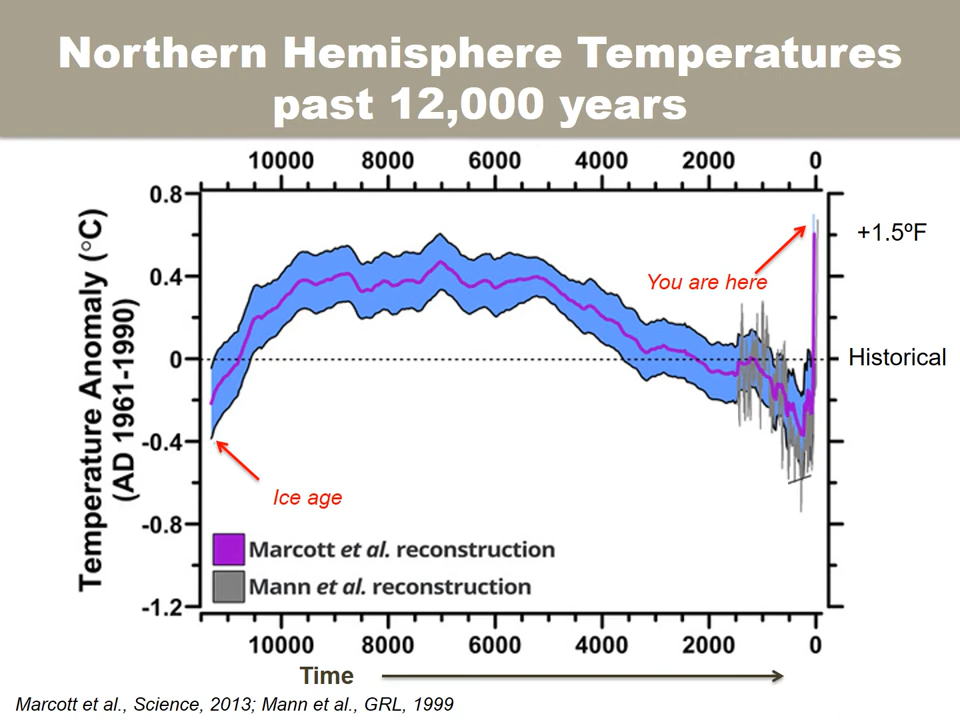 Northern Hemisphere Temperatures
past 12,000 years
10000 8000 6000 4000 2000 0
0.8
0.4
0
-0.4
-0.8
-1.2
Temperature Anomaly (°C)
(AD 1961-1990)
+1.5ºF
You are here
Historical
Ice age
Marcott et al. reconstruction
Mann et al. reconstruction
10000 8000 6000 4000 2000 0
Time
Marcott et al., Science, 2013; Mann et al., GRL, 1999